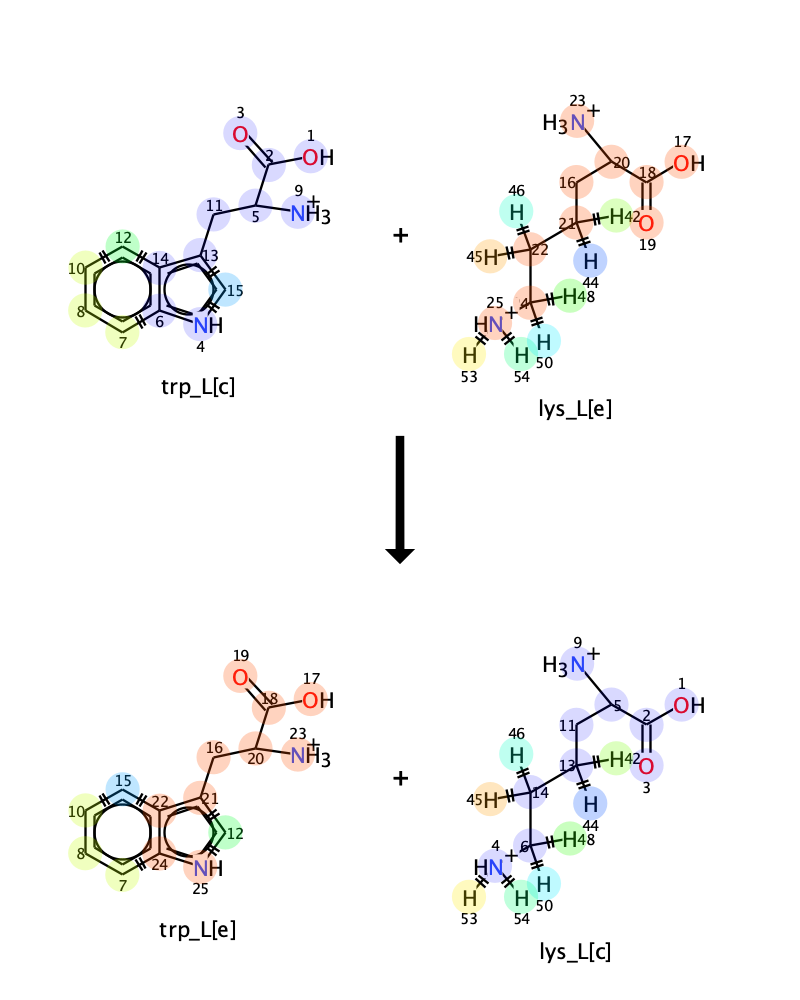 3
O
1
OH
2
9
NH3
+
11
5
12
14
13
10
15
8
6
NH
7
4
trp_L[c]
+
23
+
H3N
20
17
OH
18
16
46
H
21
H42
O
19
45H
22
H
44
25
4
H48
+
HN
H
H
H
50
53
54
lys_L[e]
19
O
17
OH
18
23
NH3
+
16
20
15
22
21
10
12
8
24
NH
7
25
trp_L[e]
+
9
+
H3N
5
1
OH
2
11
46
H
13
H42
O
3
45H
14
H
44
4
6
H48
+
HN
H
H
H
50
53
54
lys_L[c]